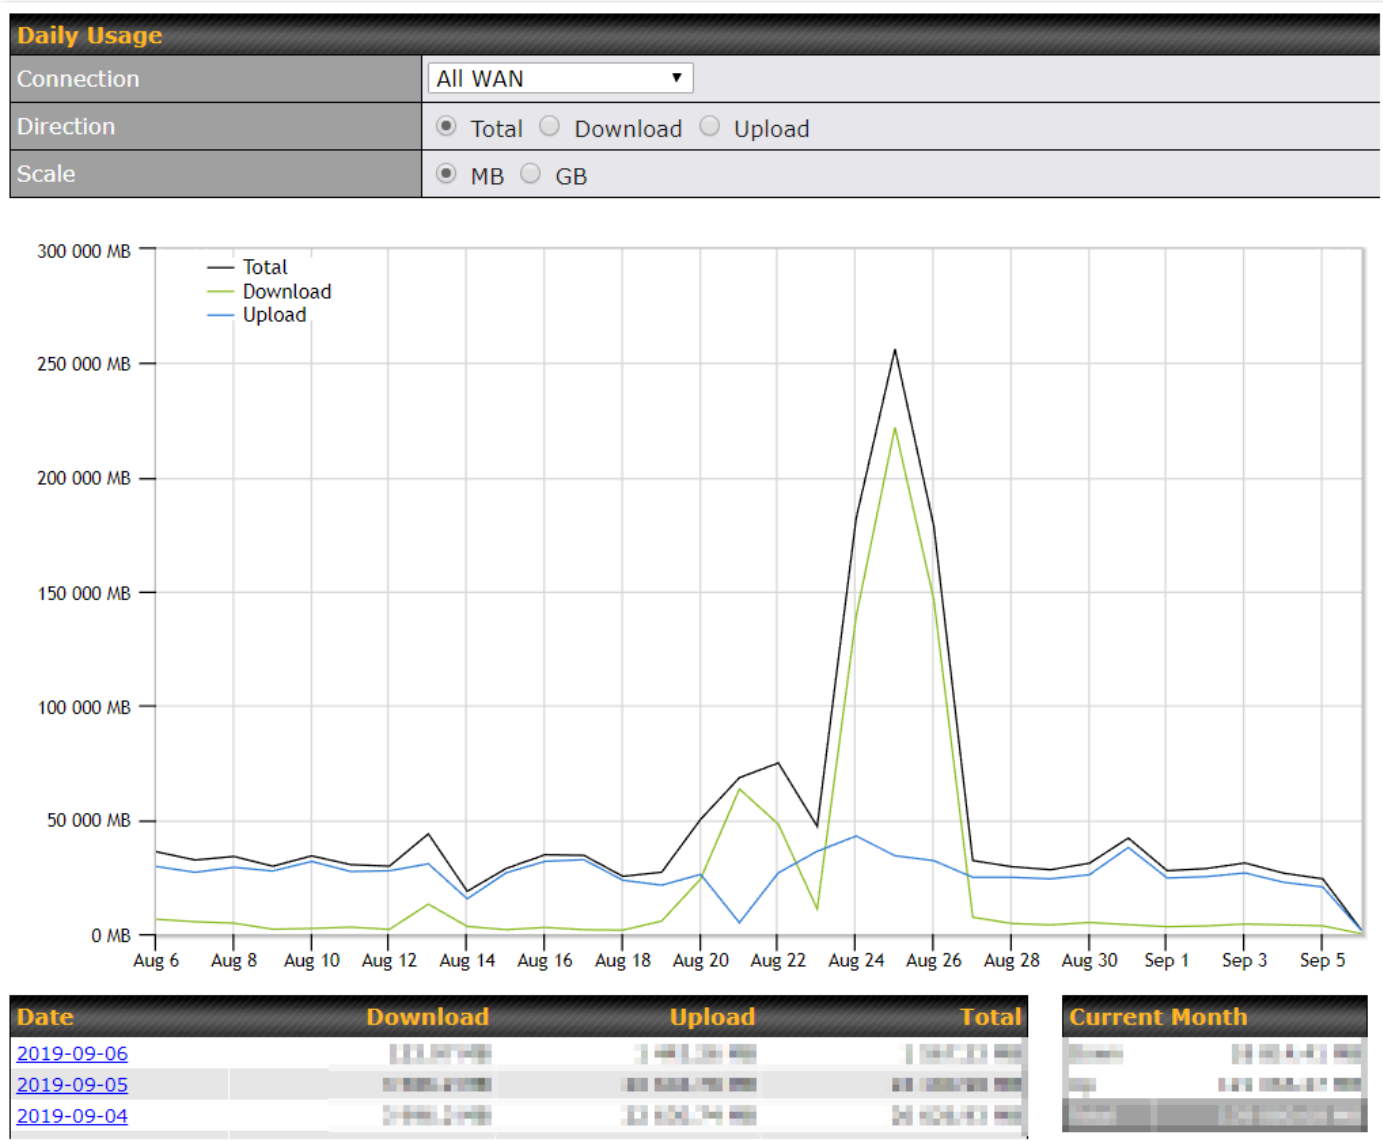 Daily Usage
Connection All WAN
Direction Total Download Upload
Scale MB GB
300 000 MB
Total
Download
Upload
250 000 MB
200 000 MB
150 000 MB
100 000 MB
50 000 MB
0 MB
Aug 6 Aug 8 Aug 10 Aug 12 Aug 14 Aug 16 Aug 18 Aug 20 Aug 22 Aug 24 Aug 26 Aug 28 Aug 30 Sep 1 Sep 3 Sep 5
Date Download Upload Total Current Month
2019-09-06
2019-09-05
2019-09-04